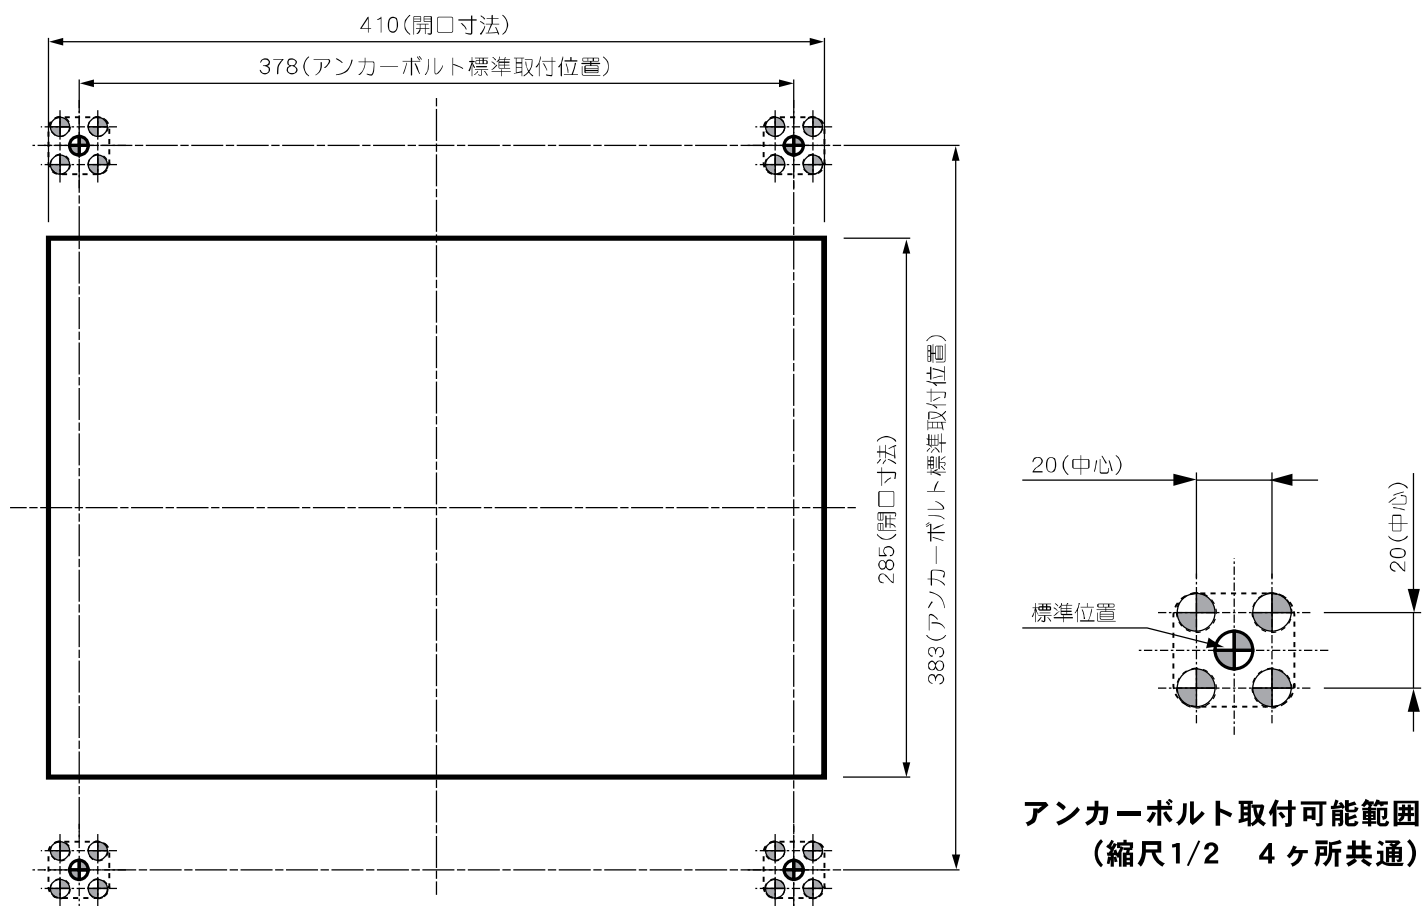 410(開口寸法)
378(アンカーボルト標準取付位置)
285(開口寸法)
383(アンカーボルト標準取付位置)
20(中心)
20(中心)
標準位置
アンカーボルト取付可能範囲
(縮尺1/2 4ヶ所共通)